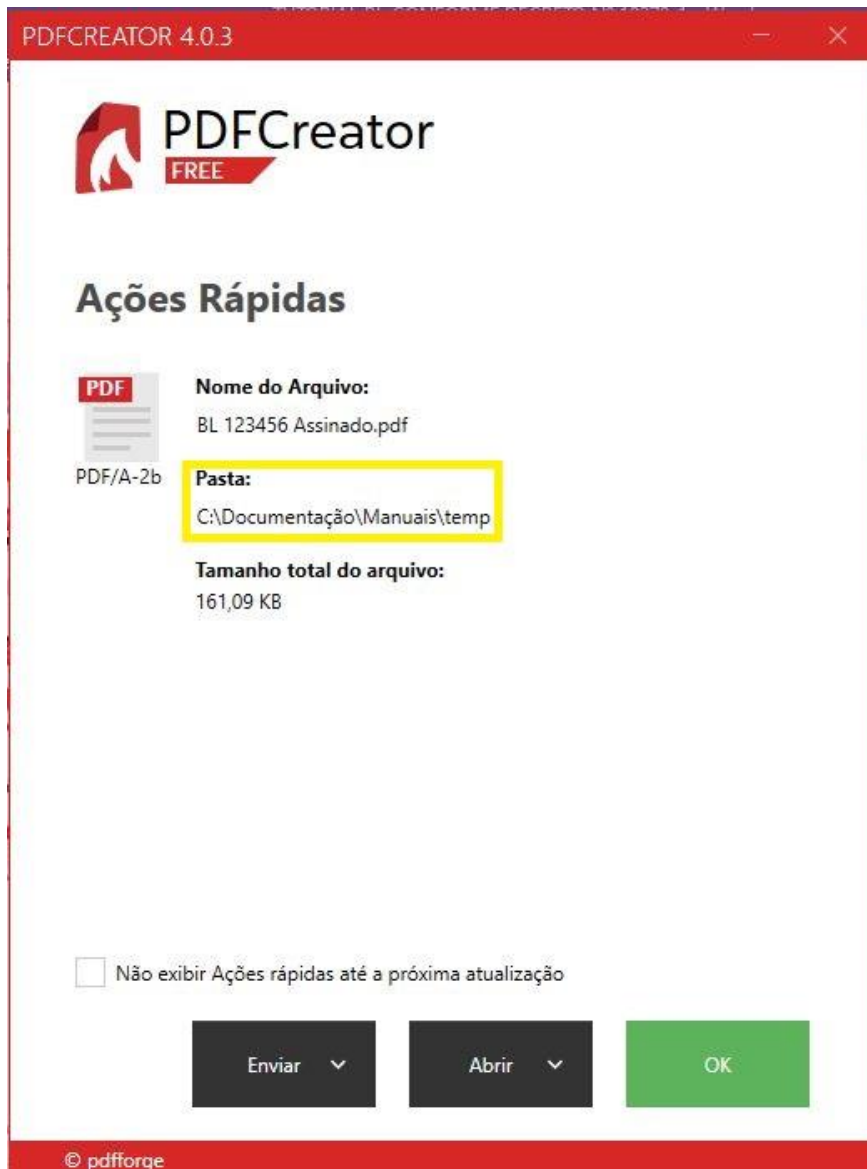 PDFCREATOR 4.0.3
PDFCreator
FREE
Ações Rápidas
PDF
PDF/A-2b
Nome do Arquivo:
BL 123456 Assinado.pdf
Pasta:
C:\Documentação\Manuais\temp
Tamanho total do arquivo:
161,09 KB
Não exibir Ações rápidas até a próxima atualização
Enviar
Abrir
OK
© pdfforge